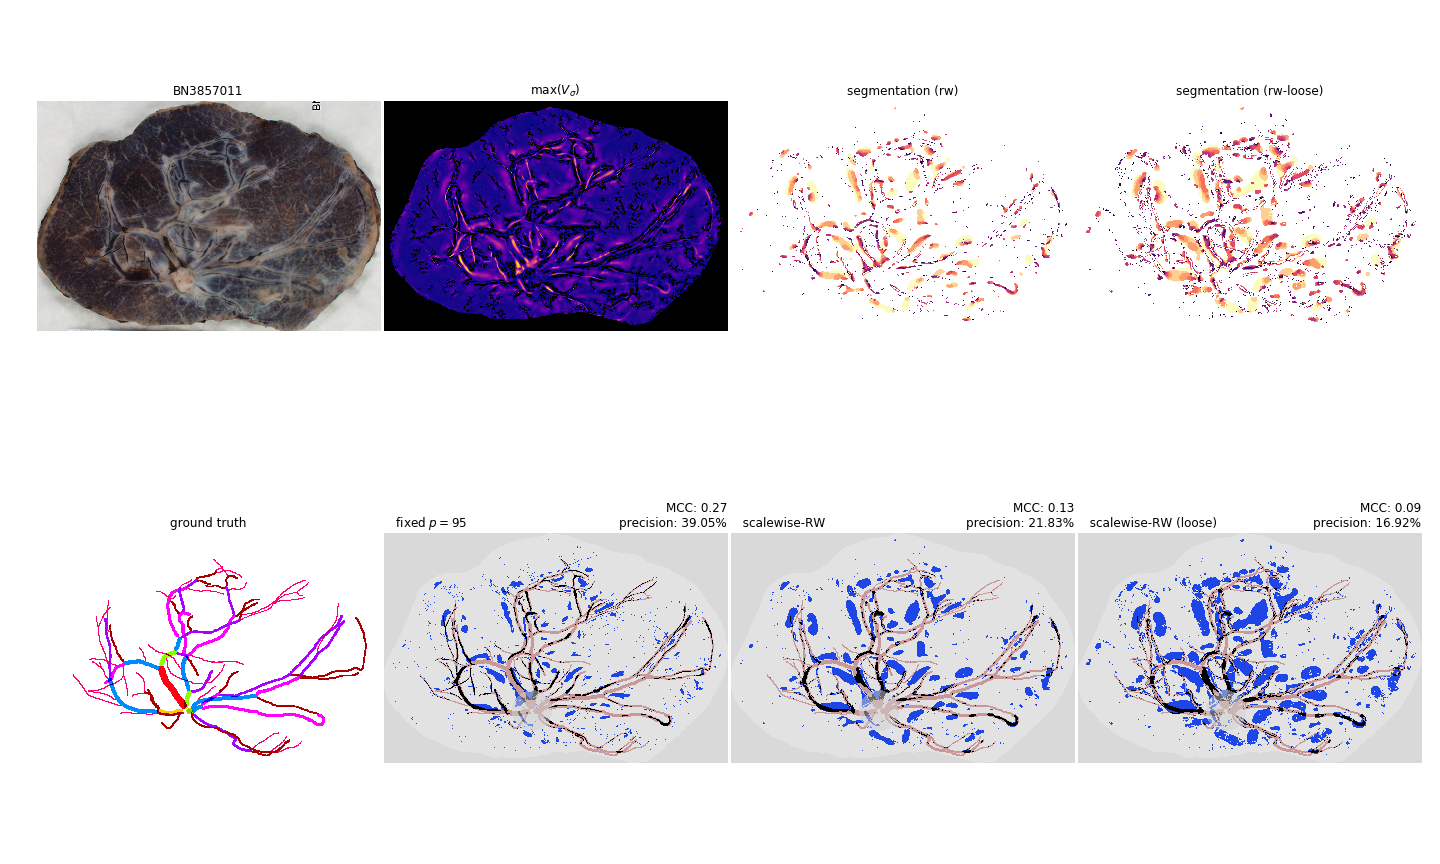 BN3857011
max(V_σ)
segmentation (rw)
segmentation (rw-loose)
ground truth
fixed p = 95
MCC: 0.27
precision: 39.05%
scalewise-RW
MCC: 0.13
precision: 21.83%
scalewise-RW (loose)
MCC: 0.09
precision: 16.92%